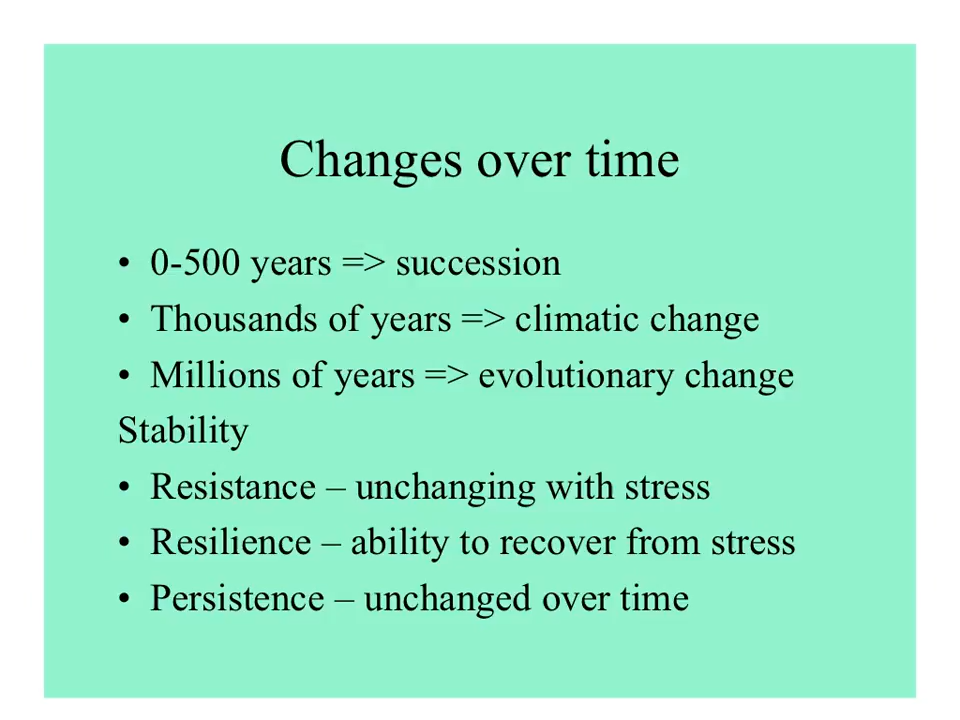 Changes over time
• 0-500 years => succession
• Thousands of years => climatic change
• Millions of years => evolutionary change
Stability
• Resistance – unchanging with stress
• Resilience – ability to recover from stress
• Persistence – unchanged over time